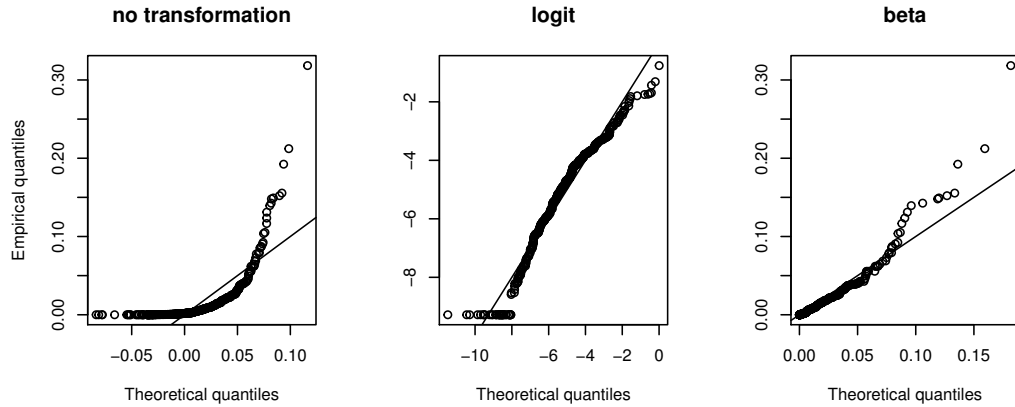 no transformation
logit
beta
Empirical quantiles
0.00 0.10 0.20 0.30
−0.05 0.00 0.05 0.10
Theoretical quantiles
−8 −6 −4 −2
−10 −6 −4 −2 0
Theoretical quantiles
0.00 0.10 0.20 0.30
0.00 0.05 0.10 0.15
Theoretical quantiles